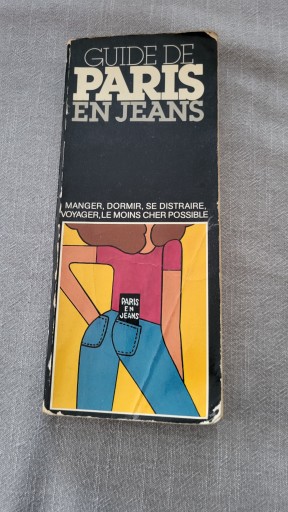 GUIDE DE
PARIS
EN JEANS
MANGER, DORMIR, SE DISTRAIRE,
VOYAGER, LE MOINS CHER POSSIBLE
PARIS
EN
JEANS